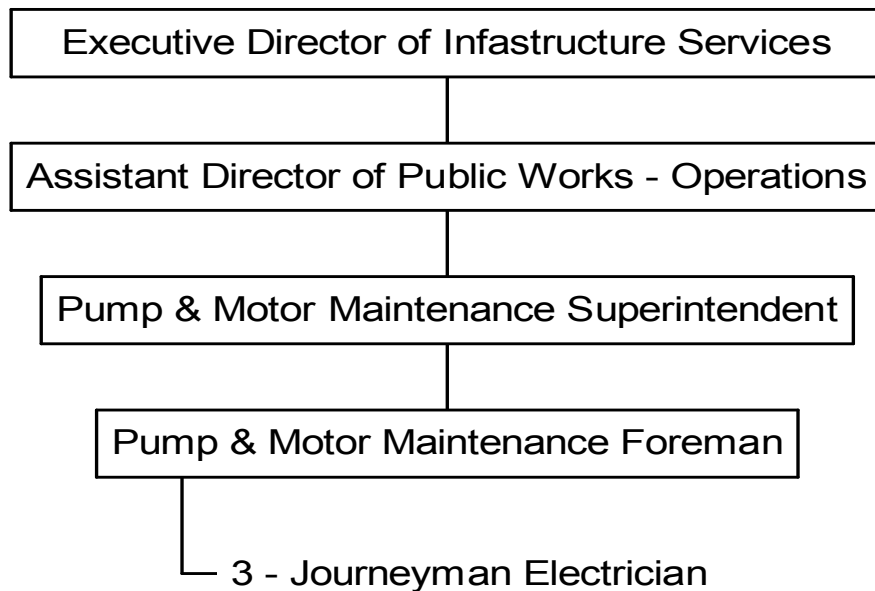 Executive Director of Infastructure Services
Assistant Director of Public Works - Operations
Pump & Motor Maintenance Superintendent
Pump & Motor Maintenance Foreman
3 - Journeyman Electrician